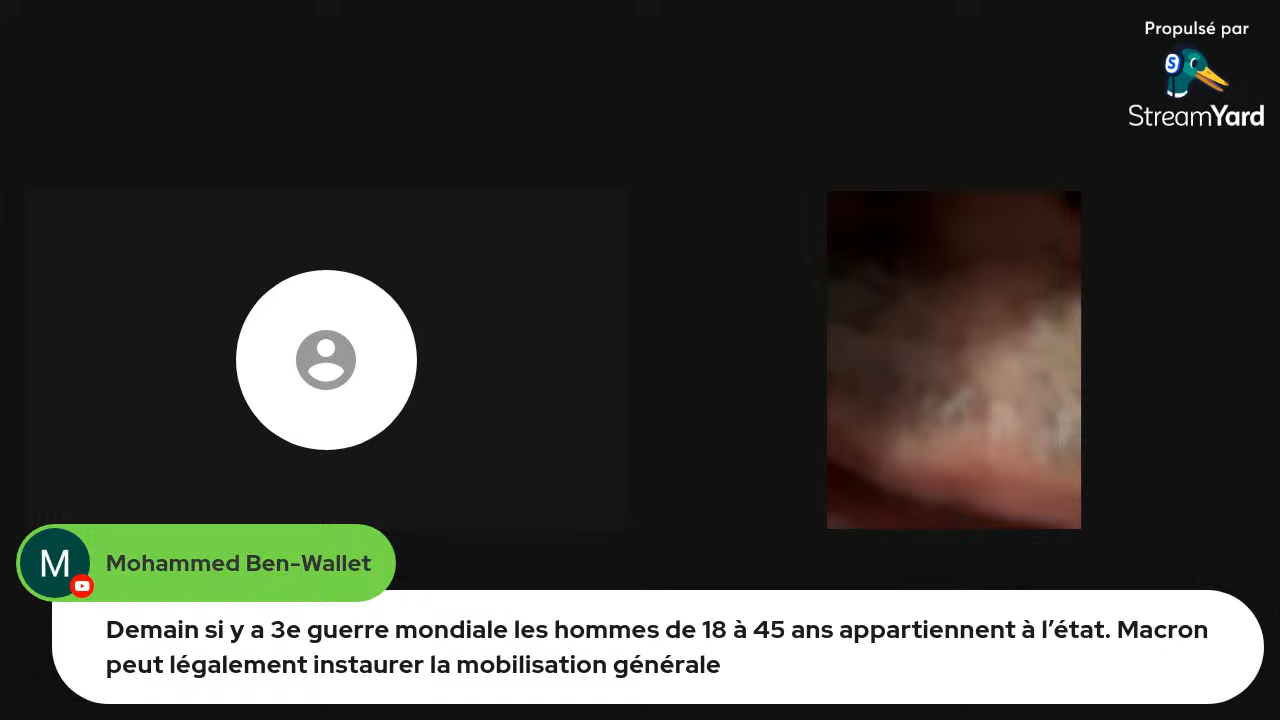 Propulsé par
S
StreamYard
M
Mohammed Ben-Wallet
Demain si y a 3e guerre mondiale les hommes de 18 à 45 ans appartiennent à l’état. Macron
peut légalement instaurer la mobilisation générale